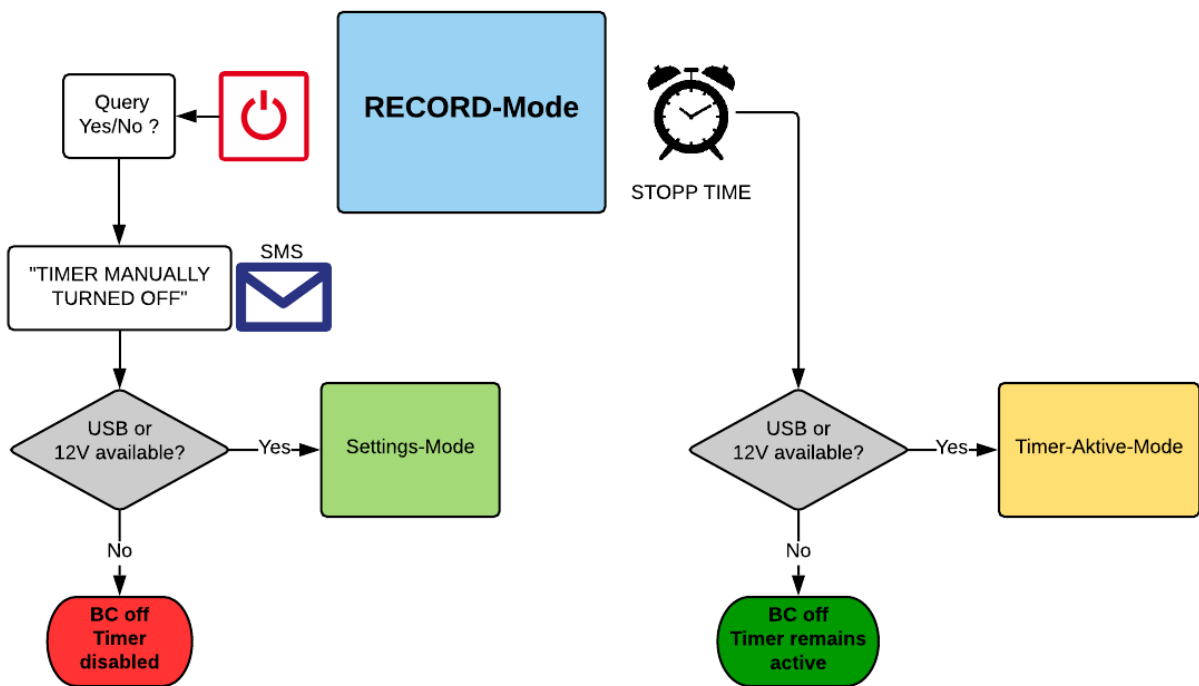 RECORD-Mode
Query
Yes/No ?
STOPP TIME
"TIMER MANUALLY
TURNED OFF"
SMS
USB or
12V available?
Yes
Settings-Mode
No
BC off
Timer
disabled
USB or
12V available?
Yes
Timer-Aktive-Mode
No
BC off
Timer remains
active